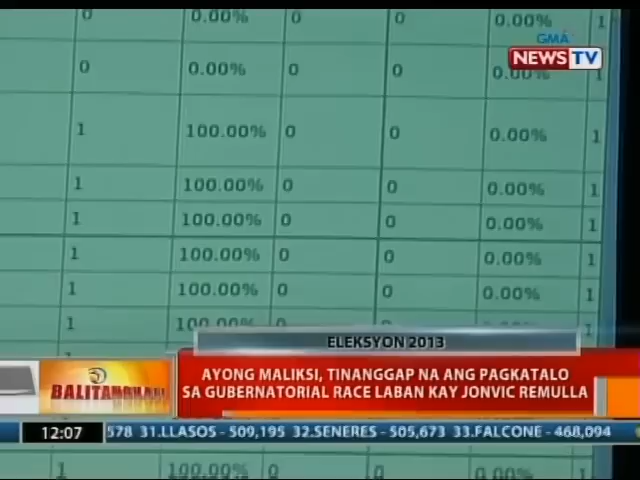 0 0.00% 0 0 0.00% 1
GMA
NEWS TV
0 0.00% 0 0 0.00% 1
1 100.00% 0 0 0.00% 1
1 100.00% 0 0 0.00% 1
1 100.00% 0 0 0.00% 1
1 100.00% 0 0 0.00% 1
1 100.00% 0 0 0.00% 1
1 100.00% 0
ELEKSYON 2013
AYONG MALIKSI, TINANGGAP NA ANG PAGKATALO
SA GUBERNATORIAL RACE LABAN KAY JONVIC REMULLA
BALITANGHALI
12:07 578 31.LLASOS - 509,195 32.SENERES - 505,673 33.FALCONE - 468,094
1 100.00% 0 0 0.00% 1